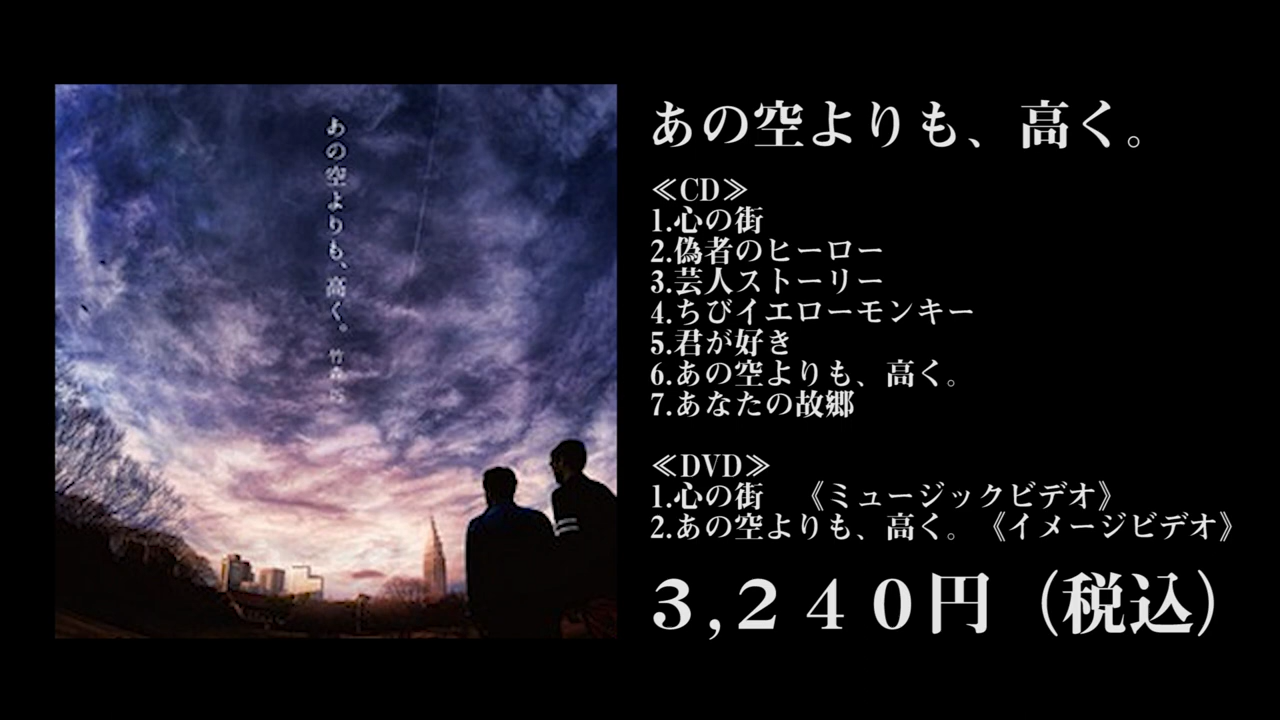 あの空よりも、高く。
竹森
あの空よりも、高く。
≪CD≫
1.心の街
2.偽者のヒーロー
3.芸人ストーリー
4.ちびイエローモンキー
5.君が好き
6.あの空よりも、高く。
7.あなたの故郷
≪DVD≫
1.心の街 《ミュージックビデオ》
2.あの空よりも、高く。《イメージビデオ》
３,２４０円（税込）